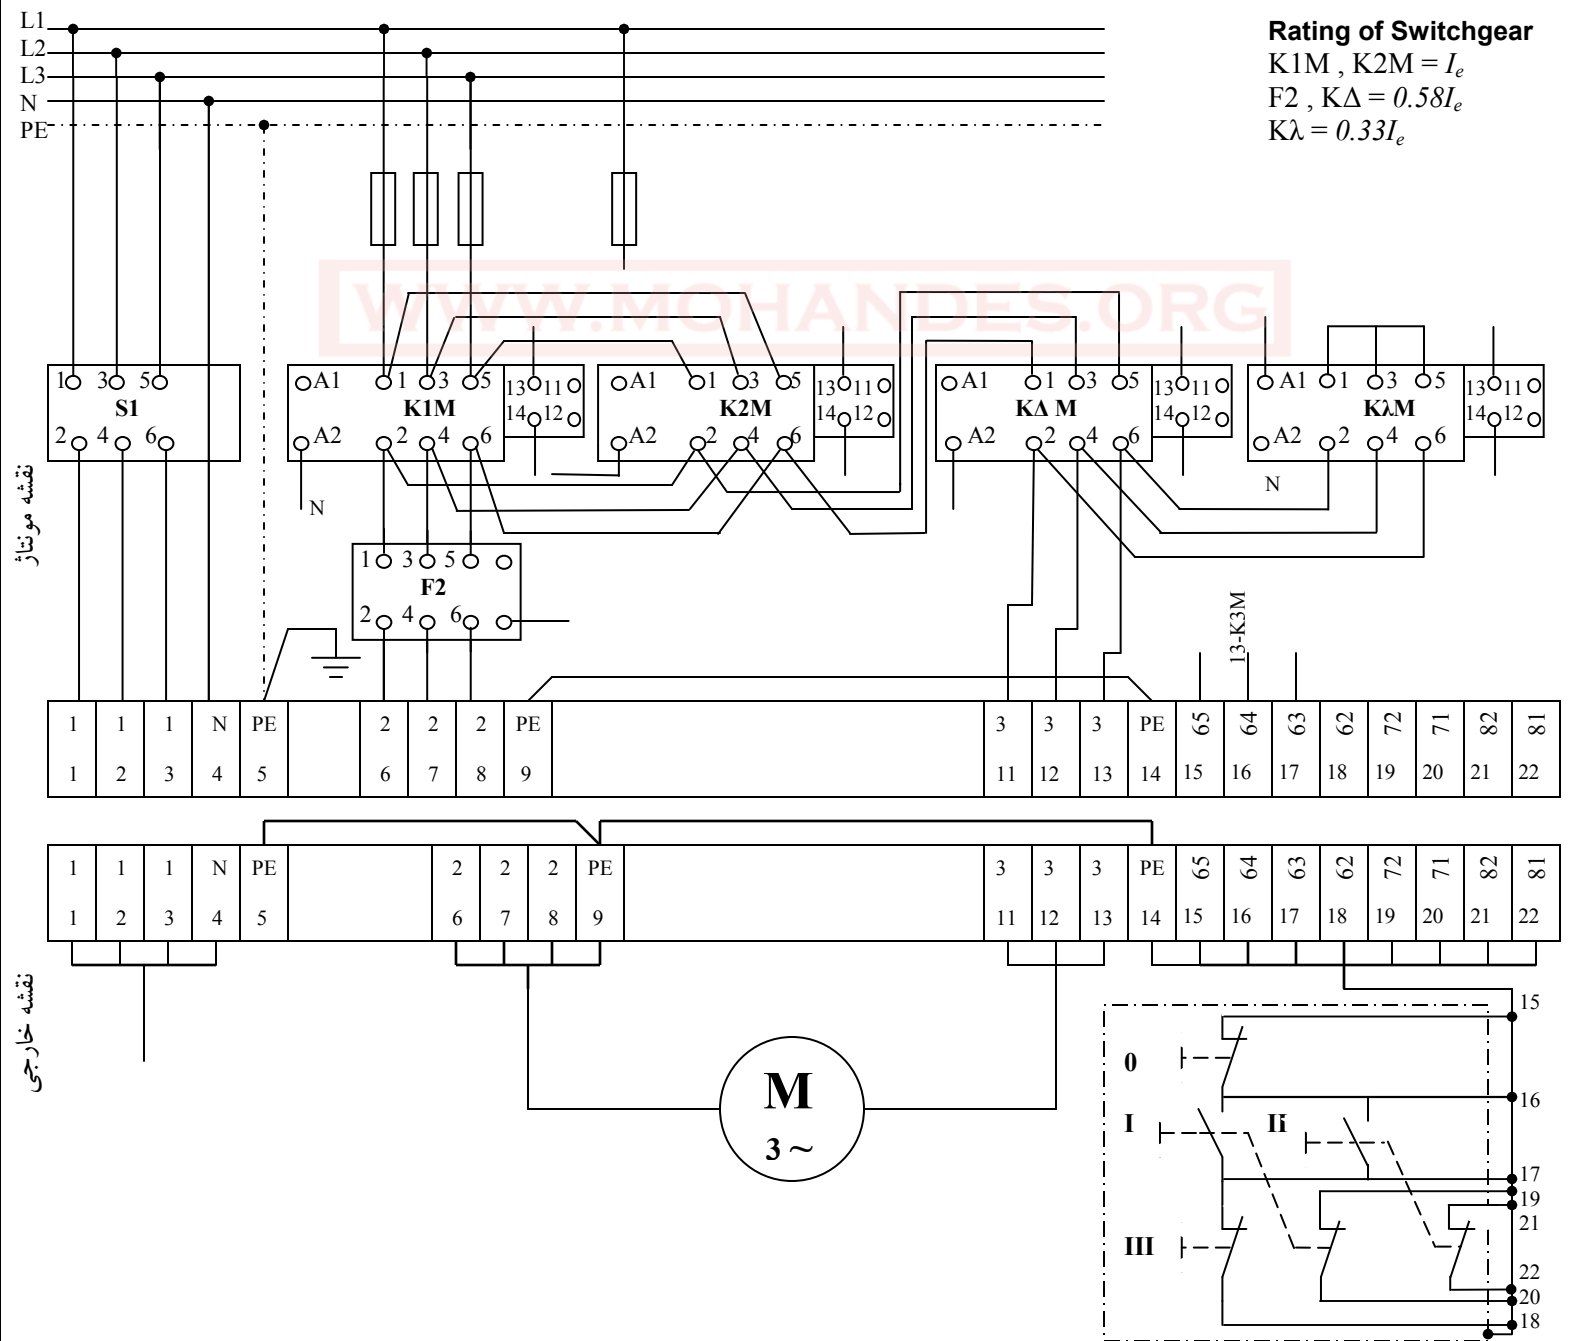 L1
L2
L3
N
PE
Rating of Switchgear
K1M , K2M = Ie
F2 , KΔ = 0.58Ie
Kλ = 0.33Ie
WWW.MOHANDES.ORG
1 3 5
S1
2 4 6
A1 1 3 5 13 11
K1M
A2 2 4 6 14 12
N
A1 1 3 5 13 11
K2M
A2 2 4 6 14 12
A1 1 3 5 13 11
KΔ M
A2 2 4 6 14 12
A1 1 3 5 13 11
KλM
A2 2 4 6 14 12
N
نقشه مونتاژ
1 3 5
F2
2 4 6
13-K3M
1 1 1 N PE 2 2 2 PE 3 3 3 PE 65 64 63 62 72 71 82 81
1 2 3 4 5 6 7 8 9 11 12 13 14 15 16 17 18 19 20 21 22
1 1 1 N PE 2 2 2 PE 3 3 3 PE 65 64 63 62 72 71 82 81
1 2 3 4 5 6 7 8 9 11 12 13 14 15 16 17 18 19 20 21 22
نقشه خارجی
M
3 ~
15
0
16
I
Ii
17
19
21
III
22
20
18